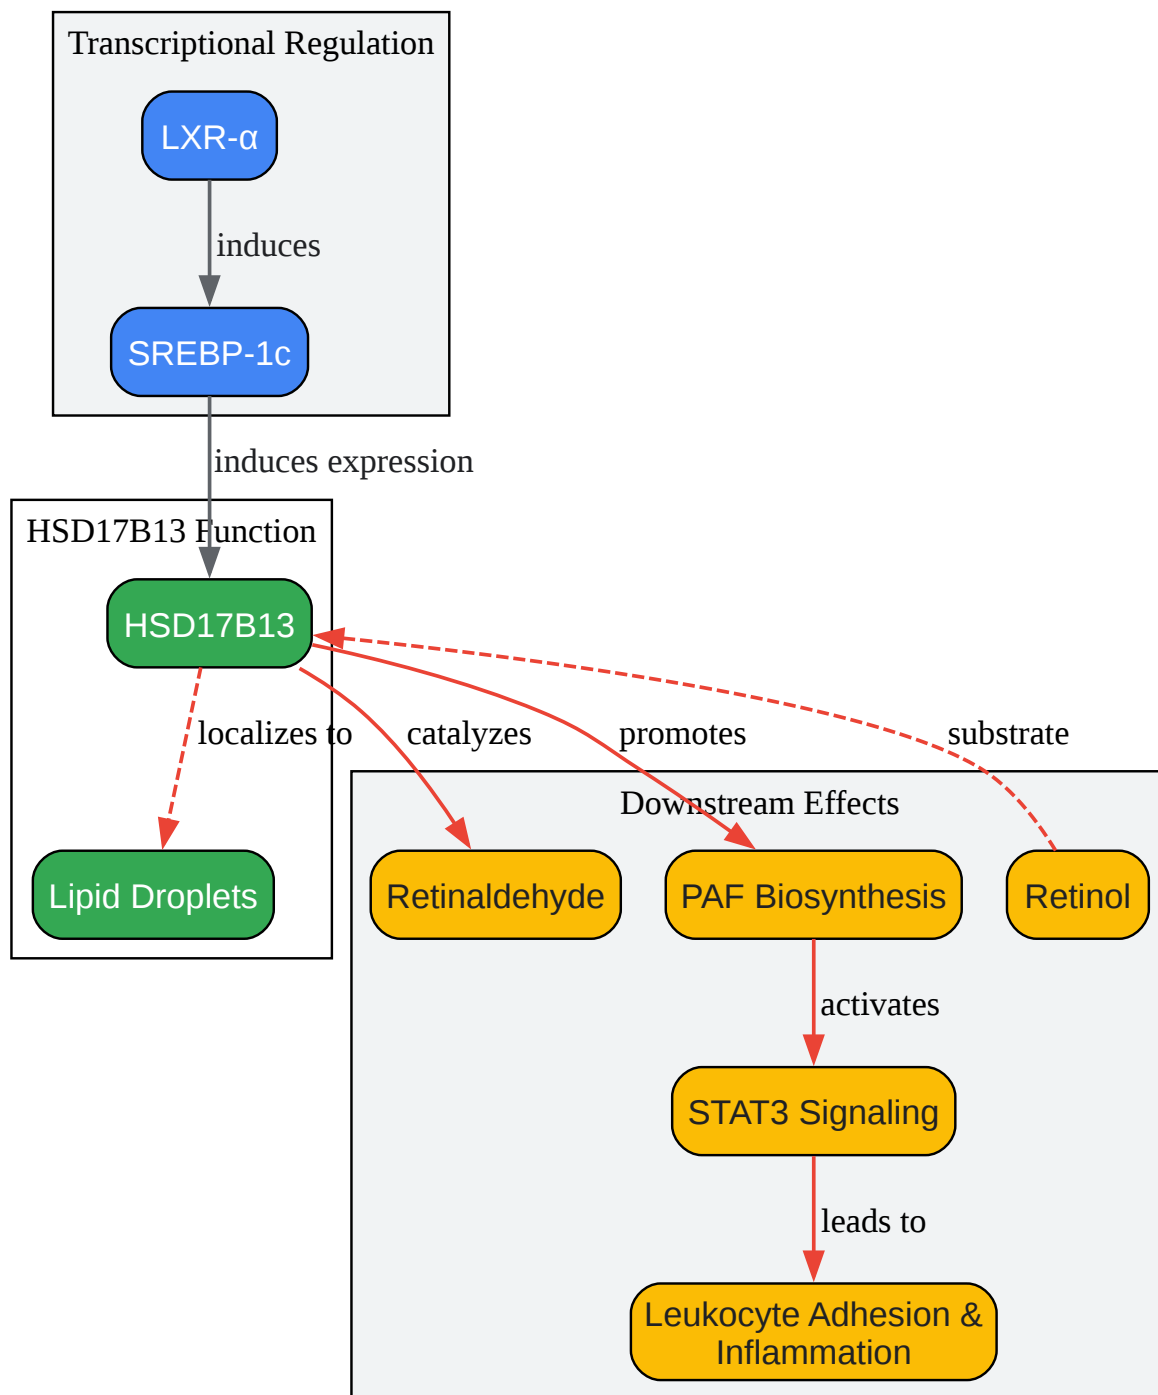 Transcriptional Regulation
LXR-α
induces
SREBP-1c
induces expression
HSD17B13 Function
HSD17B13
localizes to
catalyzes
promotes
substrate
Downstream Effects
Lipid Droplets
Retinaldehyde
PAF Biosynthesis
Retinol
activates
STAT3 Signaling
leads to
Leukocyte Adhesion &
Inflammation